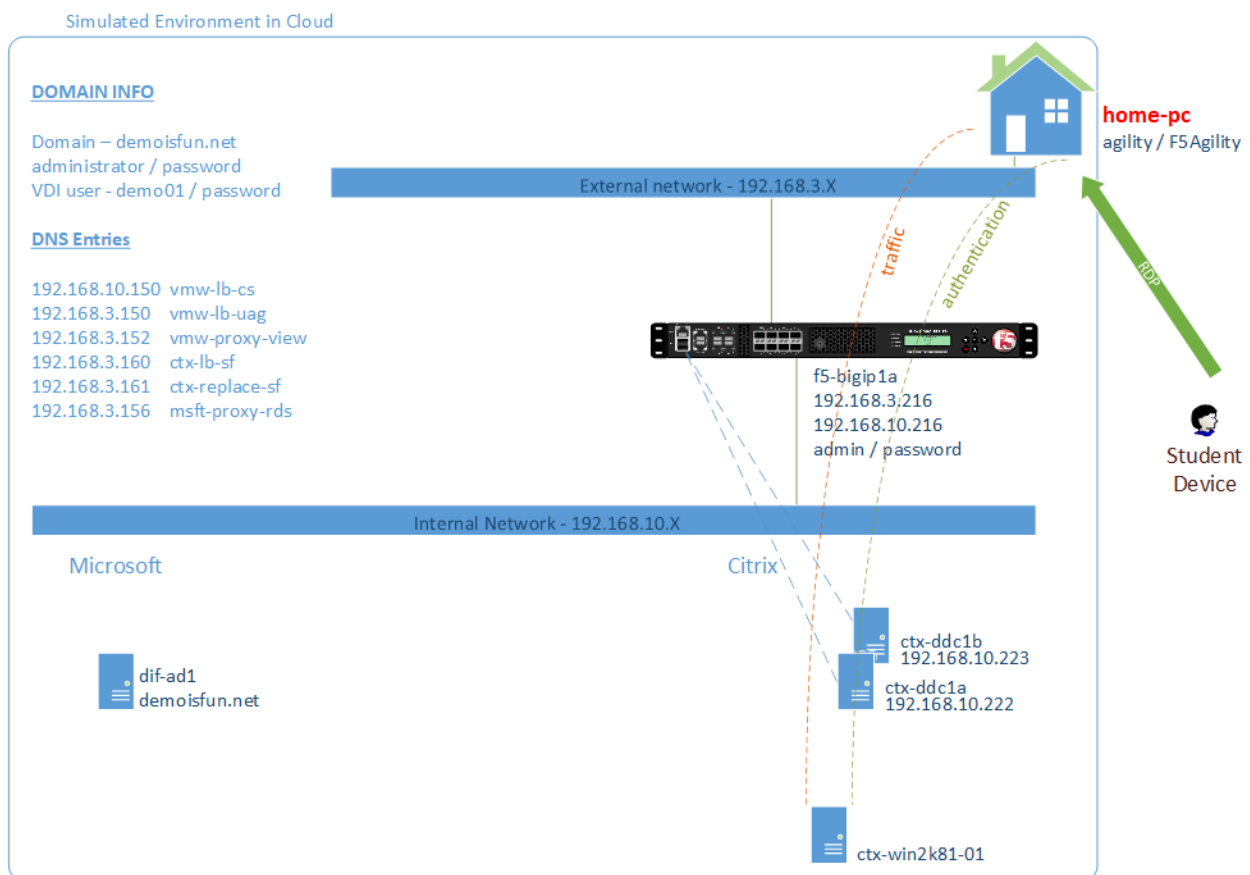 Simulated Environment in Cloud
DOMAIN INFO
Domain – demoisfun.net
administrator / password
VDI user - demo01 / password
DNS Entries
192.168.10.150 vmw-lb-cs
192.168.3.150 vmw-lb-uag
192.168.3.152 vmw-proxy-view
192.168.3.160 ctx-lb-sf
192.168.3.161 ctx-replace-sf
192.168.3.156 msft-proxy-rds
home-pc
agility / F5Agility
External network - 192.168.3.X
traffic
authentication
RDP
f5
f5-bigip1a
192.168.3.216
192.168.10.216
admin / password
Student
Device
Internal Network - 192.168.10.X
Microsoft
Citrix
dif-ad1
demoisfun.net
ctx-ddc1b
192.168.10.223
ctx-ddc1a
192.168.10.222
ctx-win2k81-01